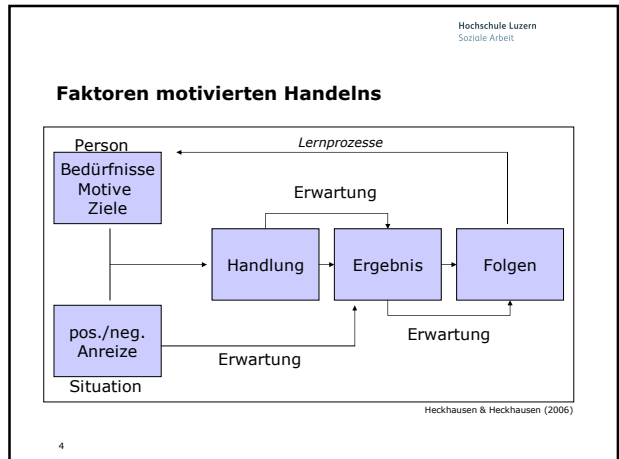 Hochschule Luzern
Soziale Arbeit
Faktoren motivierten Handelns
Person
Lernprozesse
Bedürfnisse
Motive
Ziele
Erwartung
Handlung
Ergebnis
Folgen
pos./neg.
Anreize
Erwartung
Erwartung
Situation
Heckhausen & Heckhausen (2006)
4